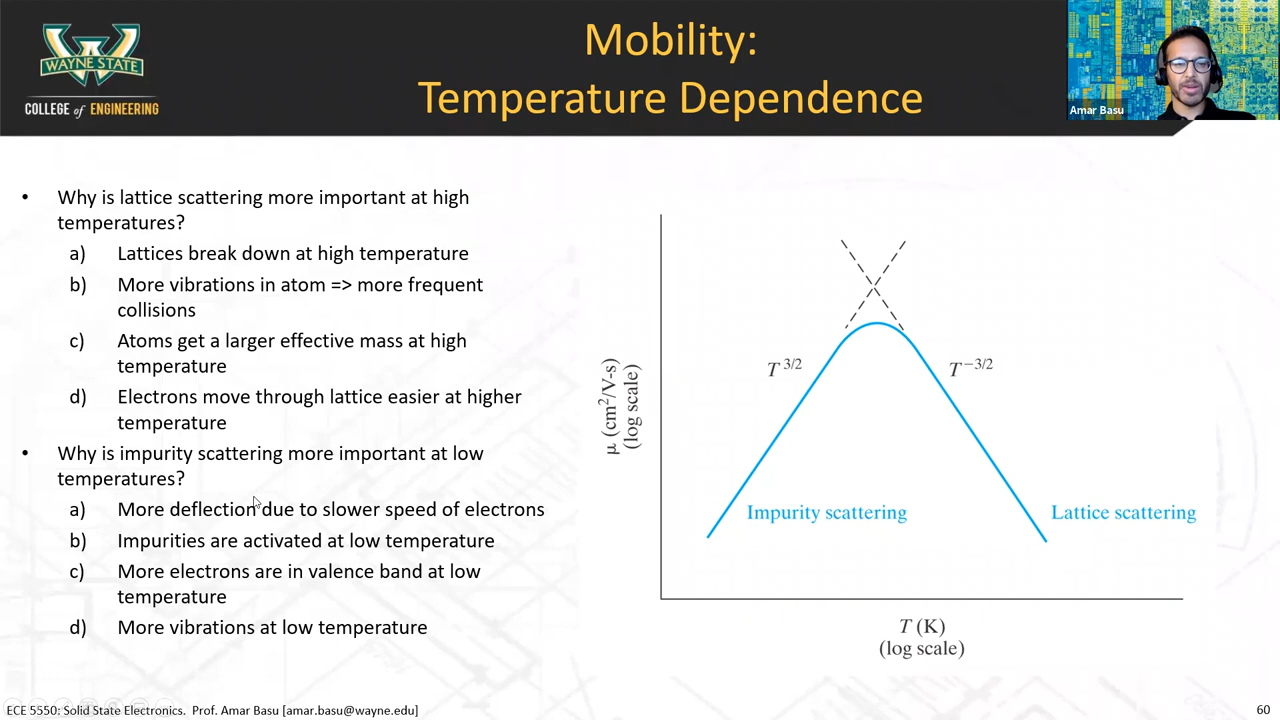 WAYNE STATE
COLLEGE of ENGINEERING
Mobility:
Temperature Dependence
Amar Basu
• Why is lattice scattering more important at high
temperatures?
a) Lattices break down at high temperature
b) More vibrations in atom => more frequent
collisions
c) Atoms get a larger effective mass at high
temperature
d) Electrons move through lattice easier at higher
temperature
• Why is impurity scattering more important at low
temperatures?
a) More deflection due to slower speed of electrons
b) Impurities are activated at low temperature
c) More electrons are in valence band at low
temperature
d) More vibrations at low temperature
μ (cm²/V-s)
(log scale)
T 3/2
T −3/2
Impurity scattering
Lattice scattering
T (K)
(log scale)
ECE 5550: Solid State Electronics. Prof. Amar Basu [amar.basu@wayne.edu]
60